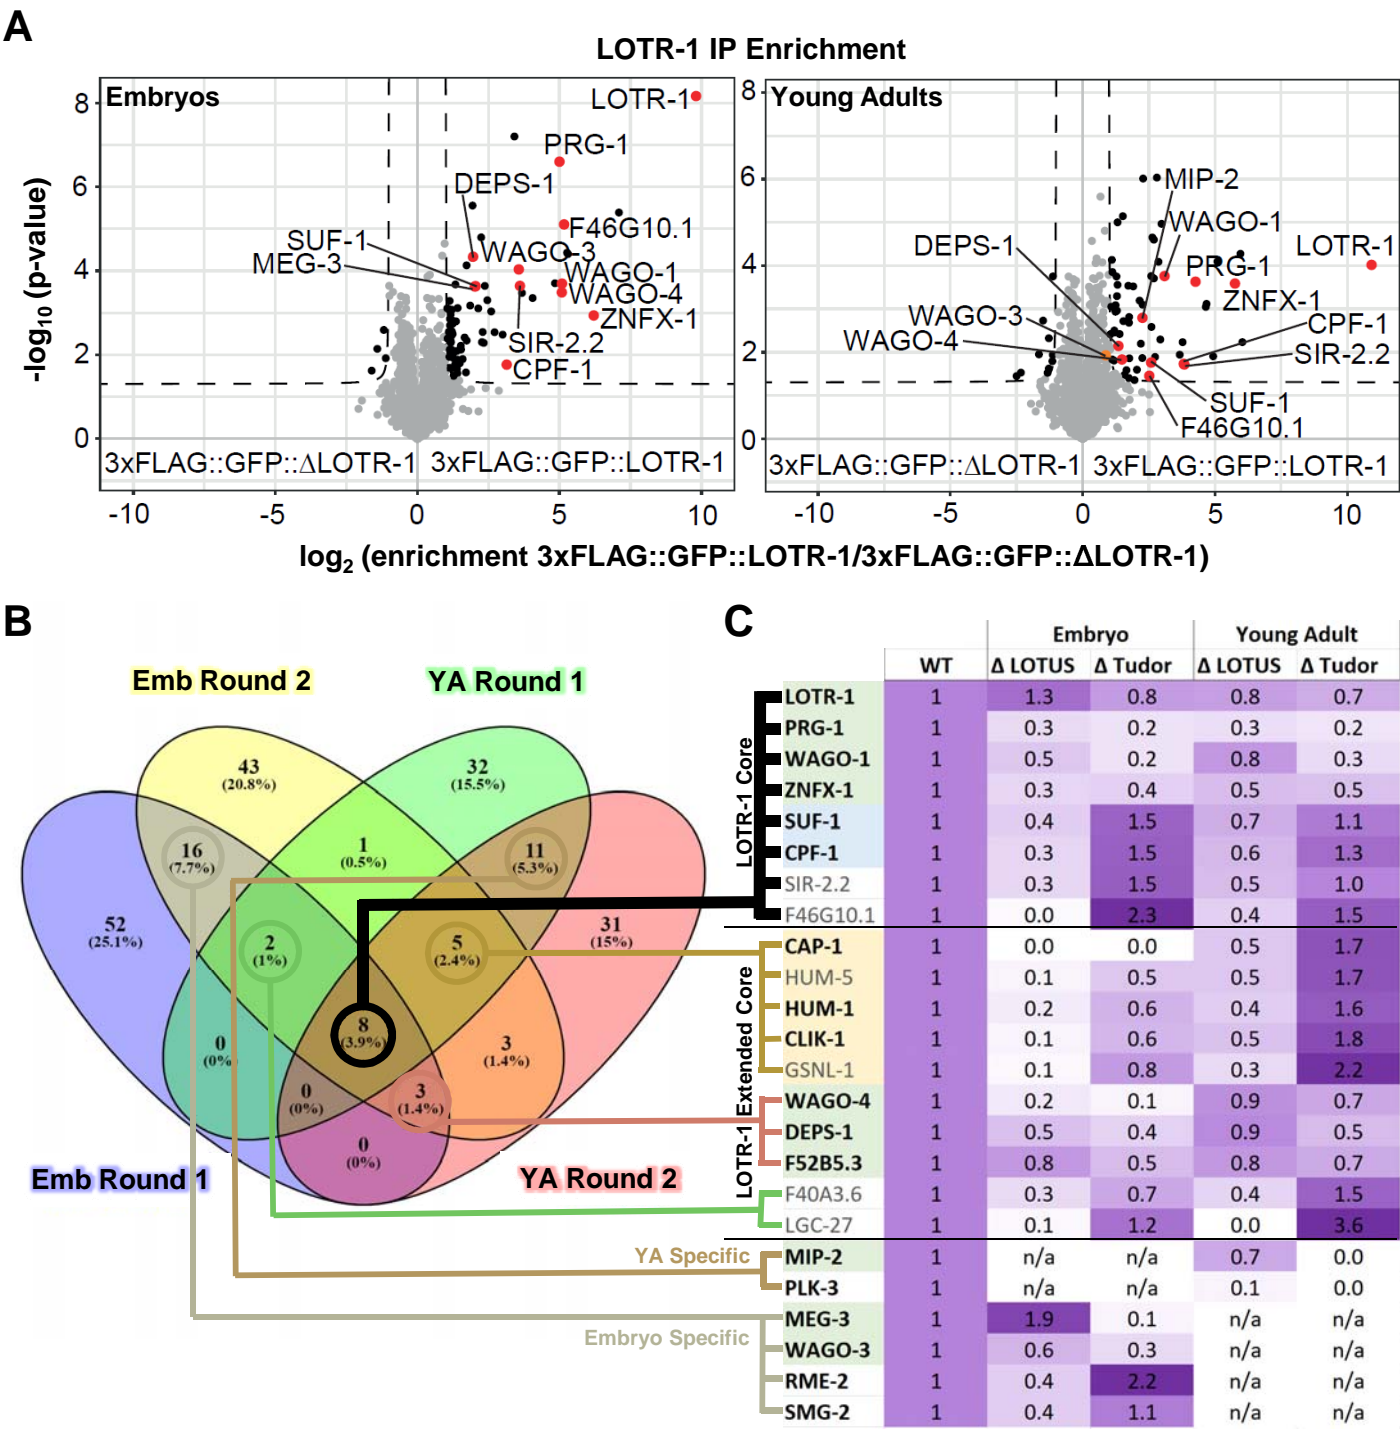 A
LOTR-1 IP Enrichment
Embryos
Young Adults
-log10 (p-value)
8
6
4
2
0
LOTR-1
PRG-1
DEPS-1
F46G10.1
SUF-1
WAGO-3
MEG-3
WAGO-1
WAGO-4
ZNFX-1
SIR-2.2
CPF-1
3xFLAG::GFP::ΔLOTR-1
3xFLAG::GFP::LOTR-1
-10
-5
0
5
10
8
6
4
2
0
MIP-2
WAGO-1
DEPS-1
LOTR-1
PRG-1
ZNFX-1
WAGO-3
CPF-1
WAGO-4
SIR-2.2
SUF-1
F46G10.1
3xFLAG::GFP::ΔLOTR-1
3xFLAG::GFP::LOTR-1
-10
-5
0
5
10
log2 (enrichment 3xFLAG::GFP::LOTR-1/3xFLAG::GFP::ΔLOTR-1)
B
Emb Round 2
YA Round 1
43
(20.8%)
32
(15.5%)
16
(7.7%)
1
(0.5%)
11
(5.3%)
52
(25.1%)
2
(1%)
5
(2.4%)
31
(15%)
0
(0%
8
(3.9%)
3
(1.4%)
0
(0%)
3
(1.4%)
0
(0%)
Emb Round 1
YA Round 2
YA Specific
Embryo Specific
C
Embryo Young Adult
WT Δ LOTUS Δ Tudor Δ LOTUS Δ Tudor
LOTR-1 Core
LOTR-1 1 1.3 0.8 0.8 0.7
PRG-1 1 0.3 0.2 0.3 0.2
WAGO-1 1 0.5 0.2 0.8 0.3
ZNFX-1 1 0.3 0.4 0.5 0.5
SUF-1 1 0.4 1.5 0.7 1.1
CPF-1 1 0.3 1.5 0.6 1.3
SIR-2.2 1 0.3 1.5 0.5 1.0
F46G10.1 1 0.0 2.3 0.4 1.5
LOTR-1 Extended Core
CAP-1 1 0.0 0.0 0.5 1.7
HUM-5 1 0.1 0.5 0.5 1.7
HUM-1 1 0.2 0.6 0.4 1.6
CLIK-1 1 0.1 0.6 0.5 1.8
GSNL-1 1 0.1 0.8 0.3 2.2
WAGO-4 1 0.2 0.1 0.9 0.7
DEPS-1 1 0.5 0.4 0.9 0.5
F52B5.3 1 0.8 0.5 0.8 0.7
F40A3.6 1 0.3 0.7 0.4 1.5
LGC-27 1 0.1 1.2 0.0 3.6
MIP-2 1 n/a n/a 0.7 0.0
PLK-3 1 n/a n/a 0.1 0.0
MEG-3 1 1.9 0.1 n/a n/a
WAGO-3 1 0.6 0.3 n/a n/a
RME-2 1 0.4 2.2 n/a n/a
SMG-2 1 0.4 1.1 n/a n/a